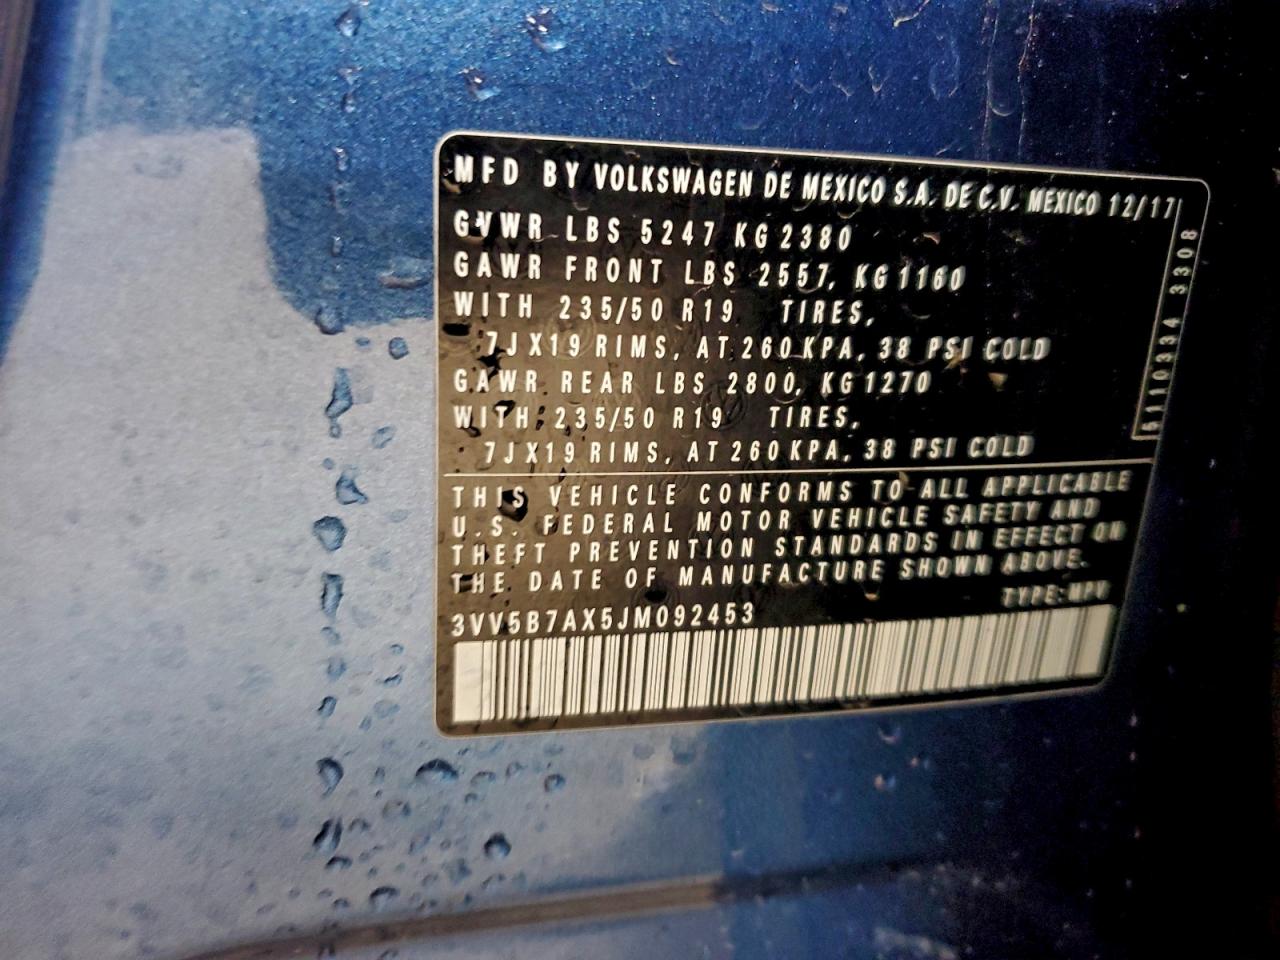 MFD BY VOLKSWAGEN DE MEXICO S.A. DE C.V. MEXICO 12/17
GVWR LBS 5247 KG 2380
GAWR FRONT LBS 2557, KG 1160
WITH 235/50 R19 TIRES,
7JX19 RIMS, AT 260 KPA, 38 PSI COLD
GAWR REAR LBS 2800, KG 1270
WITH 235/50 R19 TIRES,
7JX19 RIMS, AT 260 KPA, 38 PSI COLD
THIS VEHICLE CONFORMS TO ALL APPLICABLE
U.S. FEDERAL MOTOR VEHICLE SAFETY AND
THEFT PREVENTION STANDARDS IN EFFECT ON
THE DATE OF MANUFACTURE SHOWN ABOVE.
TYPE:MPV
3VV5B7AX5JM092453
3308